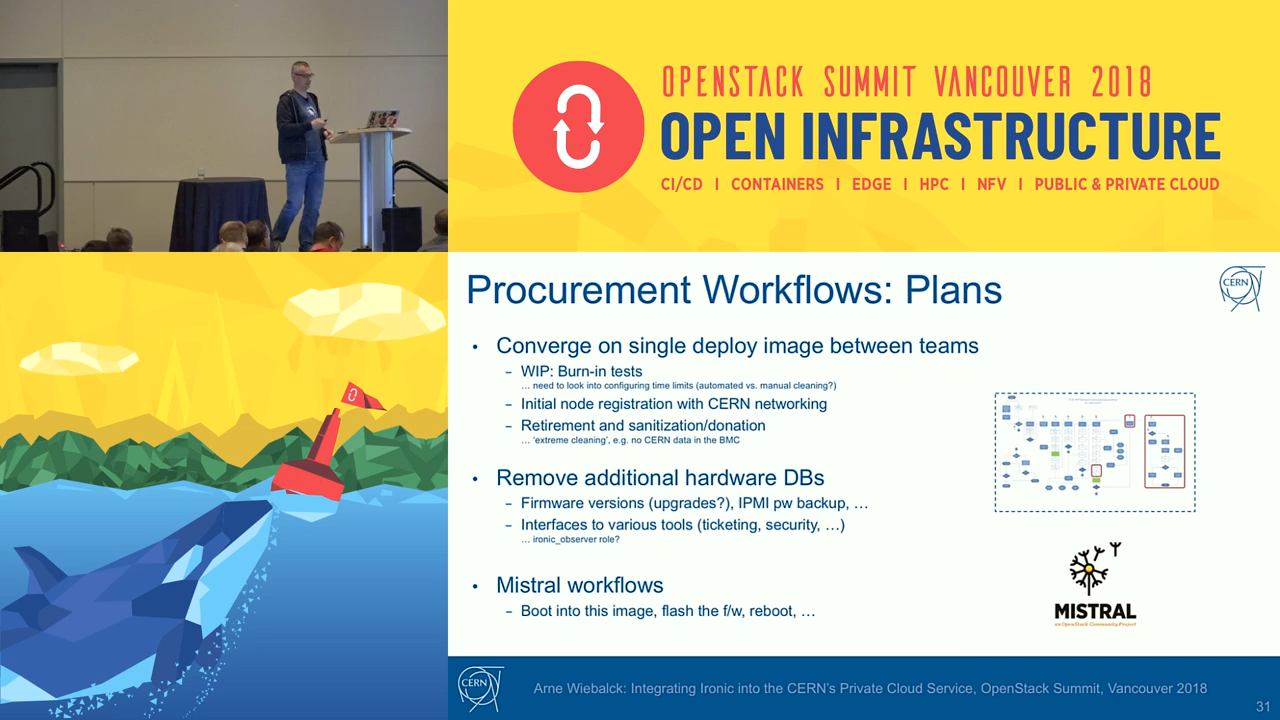 OPENSTACK SUMMIT VANCOUVER 2018
OPEN INFRASTRUCTURE
CI/CD | CONTAINERS | EDGE | HPC | NFV | PUBLIC & PRIVATE CLOUD
Procurement Workflows: Plans
CERN
• Converge on single deploy image between teams
– WIP: Burn-in tests
… need to look into configuring time limits (automated vs. manual cleaning?)
– Initial node registration with CERN networking
– Retirement and sanitization/donation
… 'extreme cleaning', e.g. no CERN data in the BMC
• Remove additional hardware DBs
– Firmware versions (upgrades?), IPMI pw backup, …
– Interfaces to various tools (ticketing, security, …)
… ironic_observer role?
• Mistral workflows
– Boot into this image, flash the f/w, reboot, …
MISTRAL
an OpenStack Community Project
CERN
Arne Wiebalck: Integrating Ironic into the CERN's Private Cloud Service, OpenStack Summit, Vancouver 2018
31